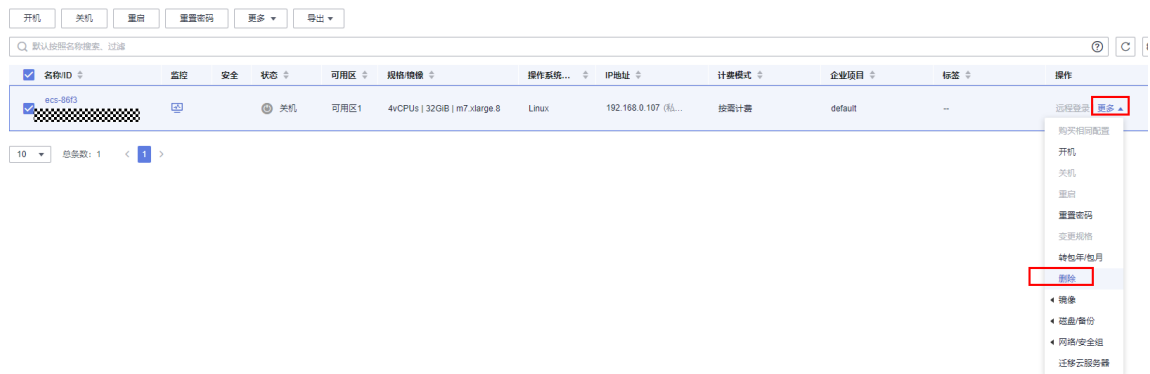 开机 关机 重启 重置密码 更多 导出
默认按照名称搜索、过滤
名称/ID 监控 安全 状态 可用区 规格/镜像 操作系统... IP地址 计费模式 企业项目 标签 操作
ecs-86f3
关机 可用区1 4vCPUs | 32GiB | m7.xlarge.8 Linux 192.168.0.107 (私... 按需计费 default -- 远程登录 更多
购买相同配置
10 总条数: 1 < 1 >
开机
关机
重启
重置密码
变更规格
转包年/包月
删除
镜像
磁盘/备份
网络/安全组
迁移云服务器